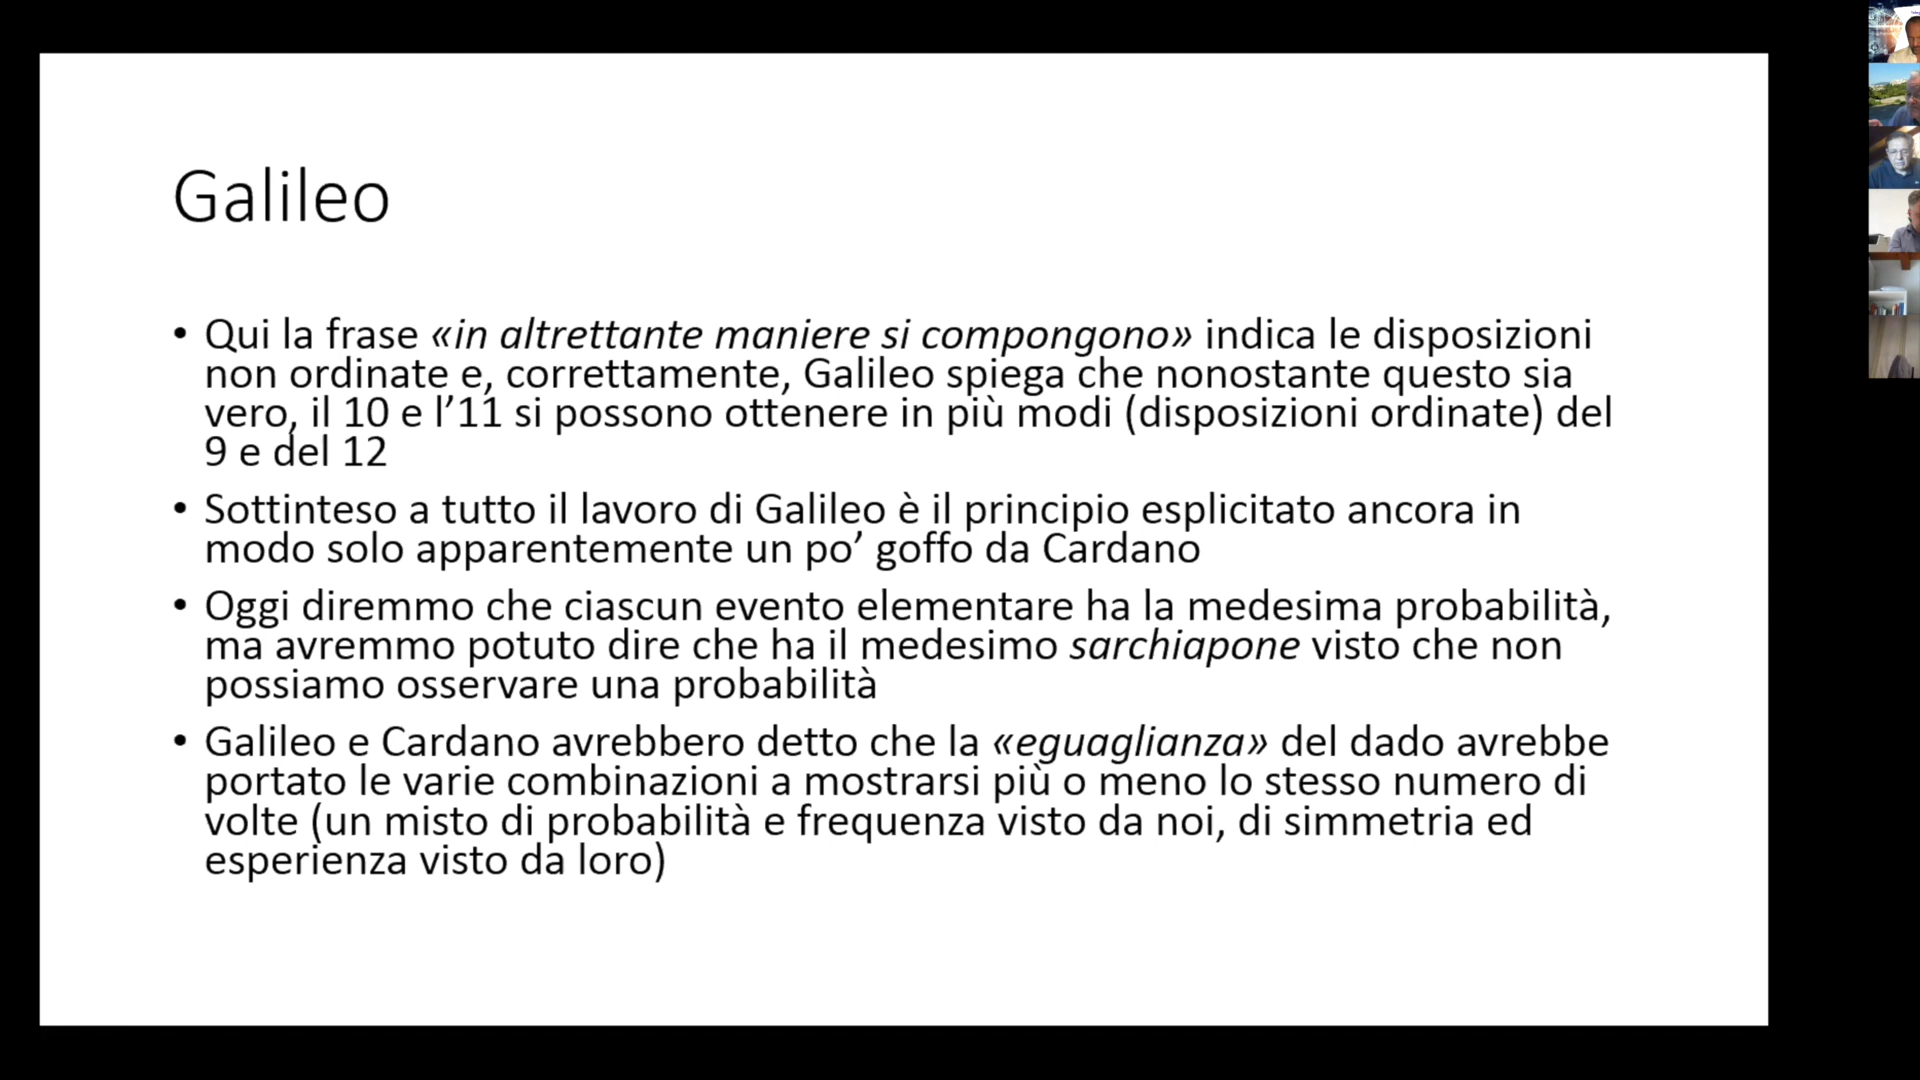 Galileo
• Qui la frase «in altrettante maniere si compongono» indica le disposizioni
non ordinate e, correttamente, Galileo spiega che nonostante questo sia
vero, il 10 e l’11 si possono ottenere in più modi (disposizioni ordinate) del
9 e del 12
• Sottinteso a tutto il lavoro di Galileo è il principio esplicitato ancora in
modo solo apparentemente un po’ goffo da Cardano
• Oggi diremmo che ciascun evento elementare ha la medesima probabilità,
ma avremmo potuto dire che ha il medesimo sarchiapone visto che non
possiamo osservare una probabilità
• Galileo e Cardano avrebbero detto che la «eguaglianza» del dado avrebbe
portato le varie combinazioni a mostrarsi più o meno lo stesso numero di
volte (un misto di probabilità e frequenza visto da noi, di simmetria ed
esperienza visto da loro)